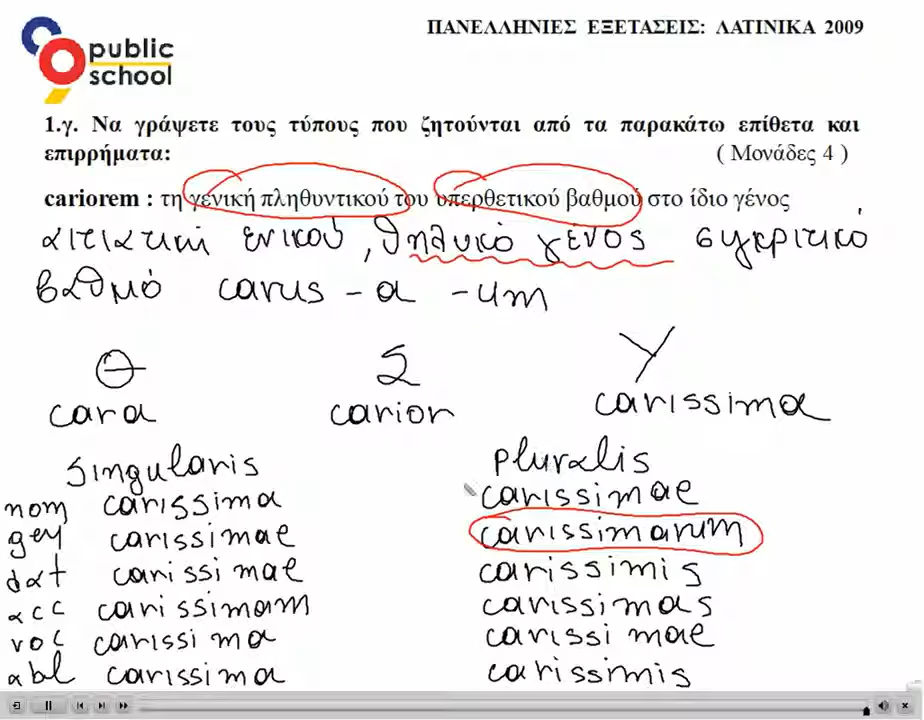 ΠΑΝΕΛΛΗΝΙΕΣ ΕΞΕΤΑΣΕΙΣ: ΛΑΤΙΝΙΚΑ 2009
public
school
1.γ. Να γράψετε τους τύπους που ζητούνται από τα παρακάτω επίθετα και
επιρρήματα: ( Μονάδες 4 )
cariorem : τη γενική πληθυντικού του υπερθετικού βαθμού στο ίδιο γένος
αιτιατική ενικού, θηλυκό γένος συγκριτικό
βαθμό carus -a -um
Θ Σ Υ
cara carior carissima
singularis pluralis
nom carissima carissimae
gen carissimae carissimarum
dat carissimae carissimis
acc carissimam carissimas
voc carissima carissimae
abl carissima carissimis